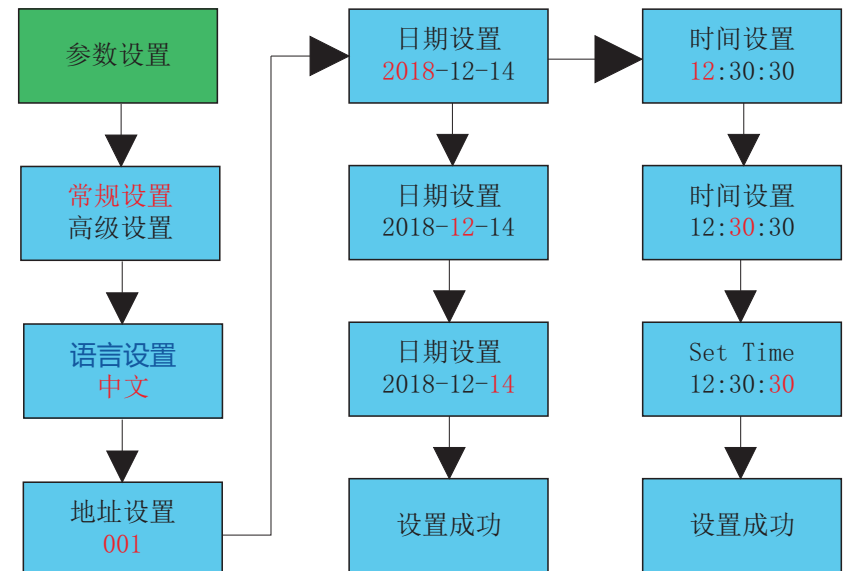 参数设置
常规设置
高级设置
语言设置
中文
地址设置
001
日期设置
2018-12-14
日期设置
2018-12-14
日期设置
2018-12-14
设置成功
时间设置
12:30:30
时间设置
12:30:30
Set Time
12:30:30
设置成功